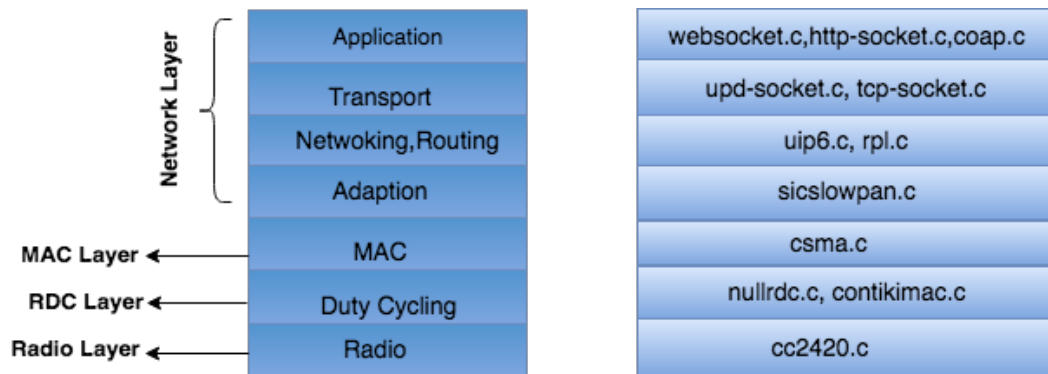 Network Layer
Application
Transport
Netwoking,Routing
Adaption
MAC Layer
MAC
RDC Layer
Duty Cycling
Radio Layer
Radio
websocket.c,http-socket.c,coap.c
upd-socket.c, tcp-socket.c
uip6.c, rpl.c
sicslowpan.c
csma.c
nullrdc.c, contikimac.c
cc2420.c